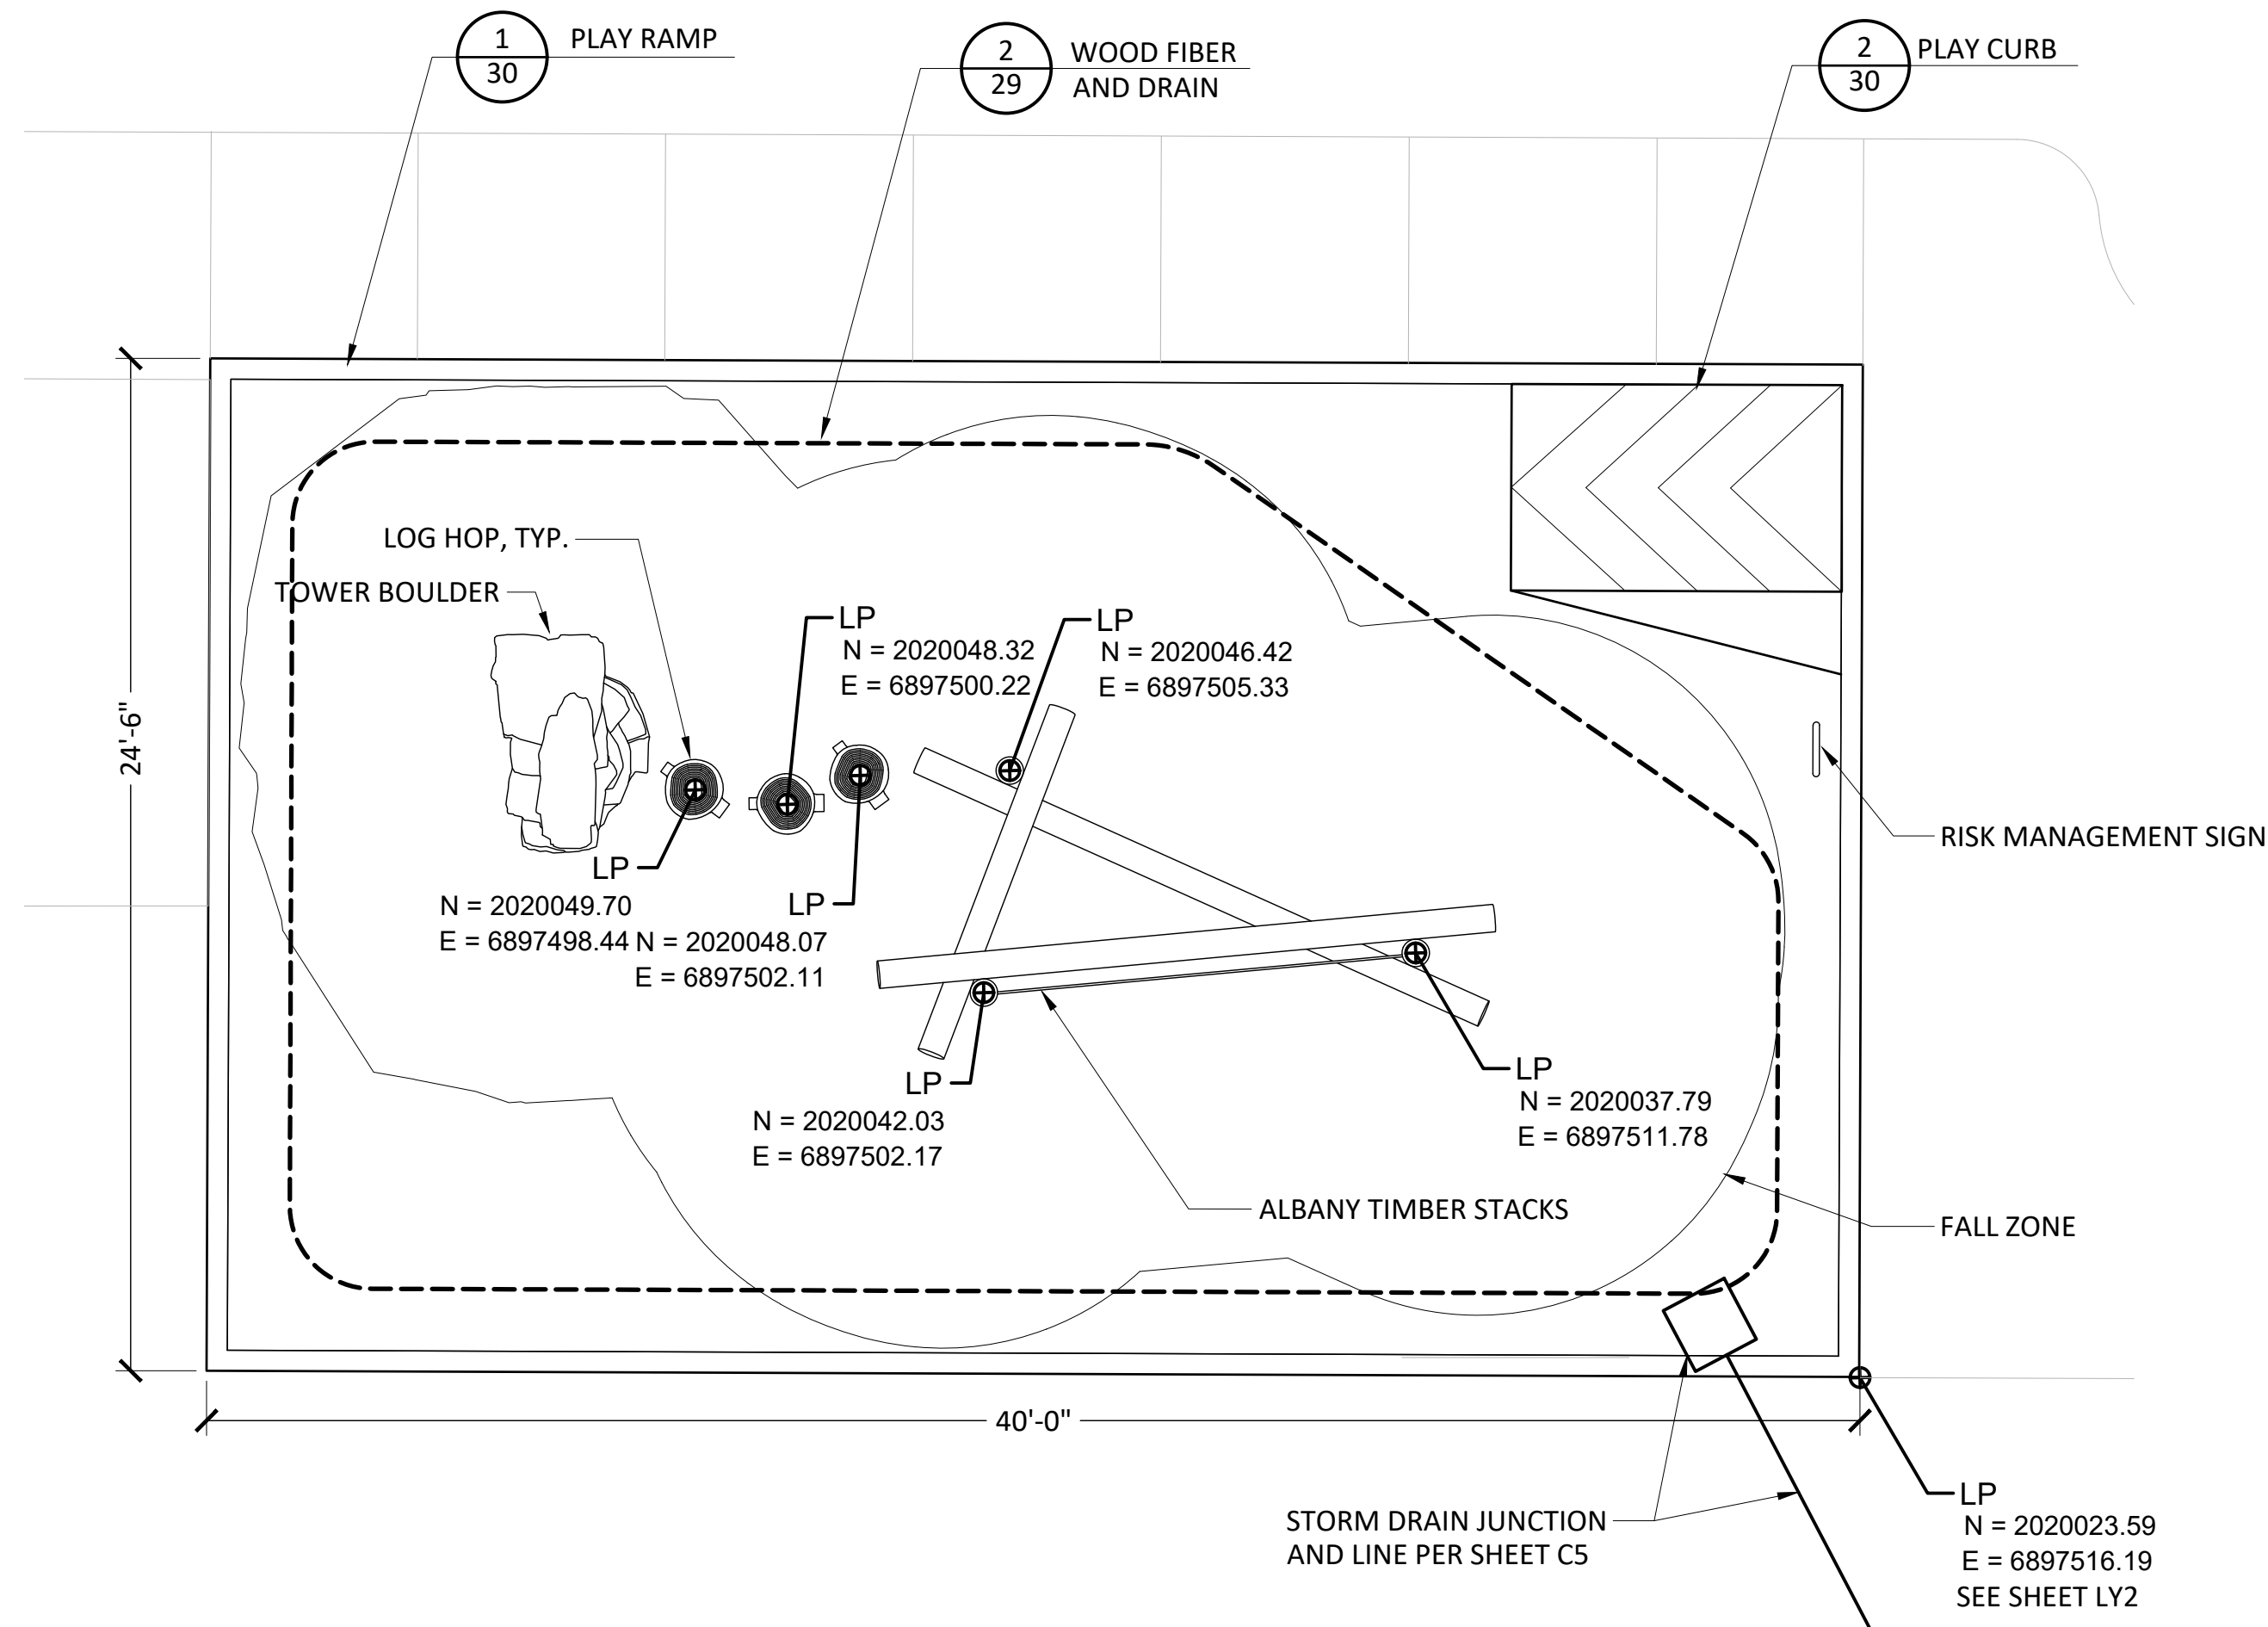 1
30
PLAY RAMP
2
29
WOOD FIBER
AND DRAIN
2
30
PLAY CURB
LOG HOP, TYP.
TOWER BOULDER
LP
N = 2020048.32
E = 6897500.22
LP
N = 2020046.42
E = 6897505.33
24'-6"
RISK MANAGEMENT SIGN
LP
N = 2020049.70
E = 6897498.44
LP
N = 2020048.07
E = 6897502.11
LP
N = 2020042.03
E = 6897502.17
LP
N = 2020037.79
E = 6897511.78
ALBANY TIMBER STACKS
FALL ZONE
40'-0"
STORM DRAIN JUNCTION
AND LINE PER SHEET C5
LP
N = 2020023.59
E = 6897516.19
SEE SHEET LY2